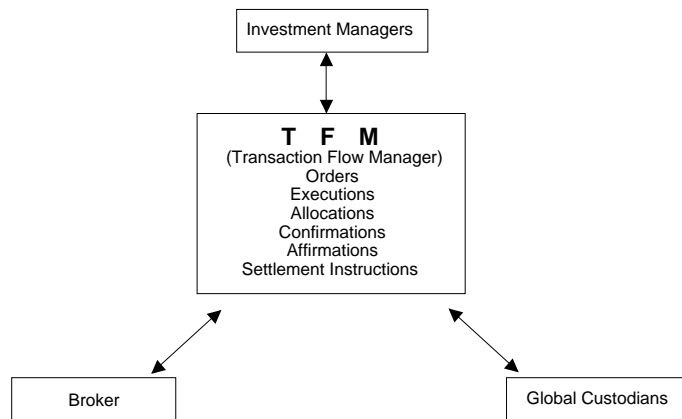 Investment Managers
T F M
(Transaction Flow Manager)
Orders
Executions
Allocations
Confirmations
Affirmations
Settlement Instructions
Broker
Global Custodians